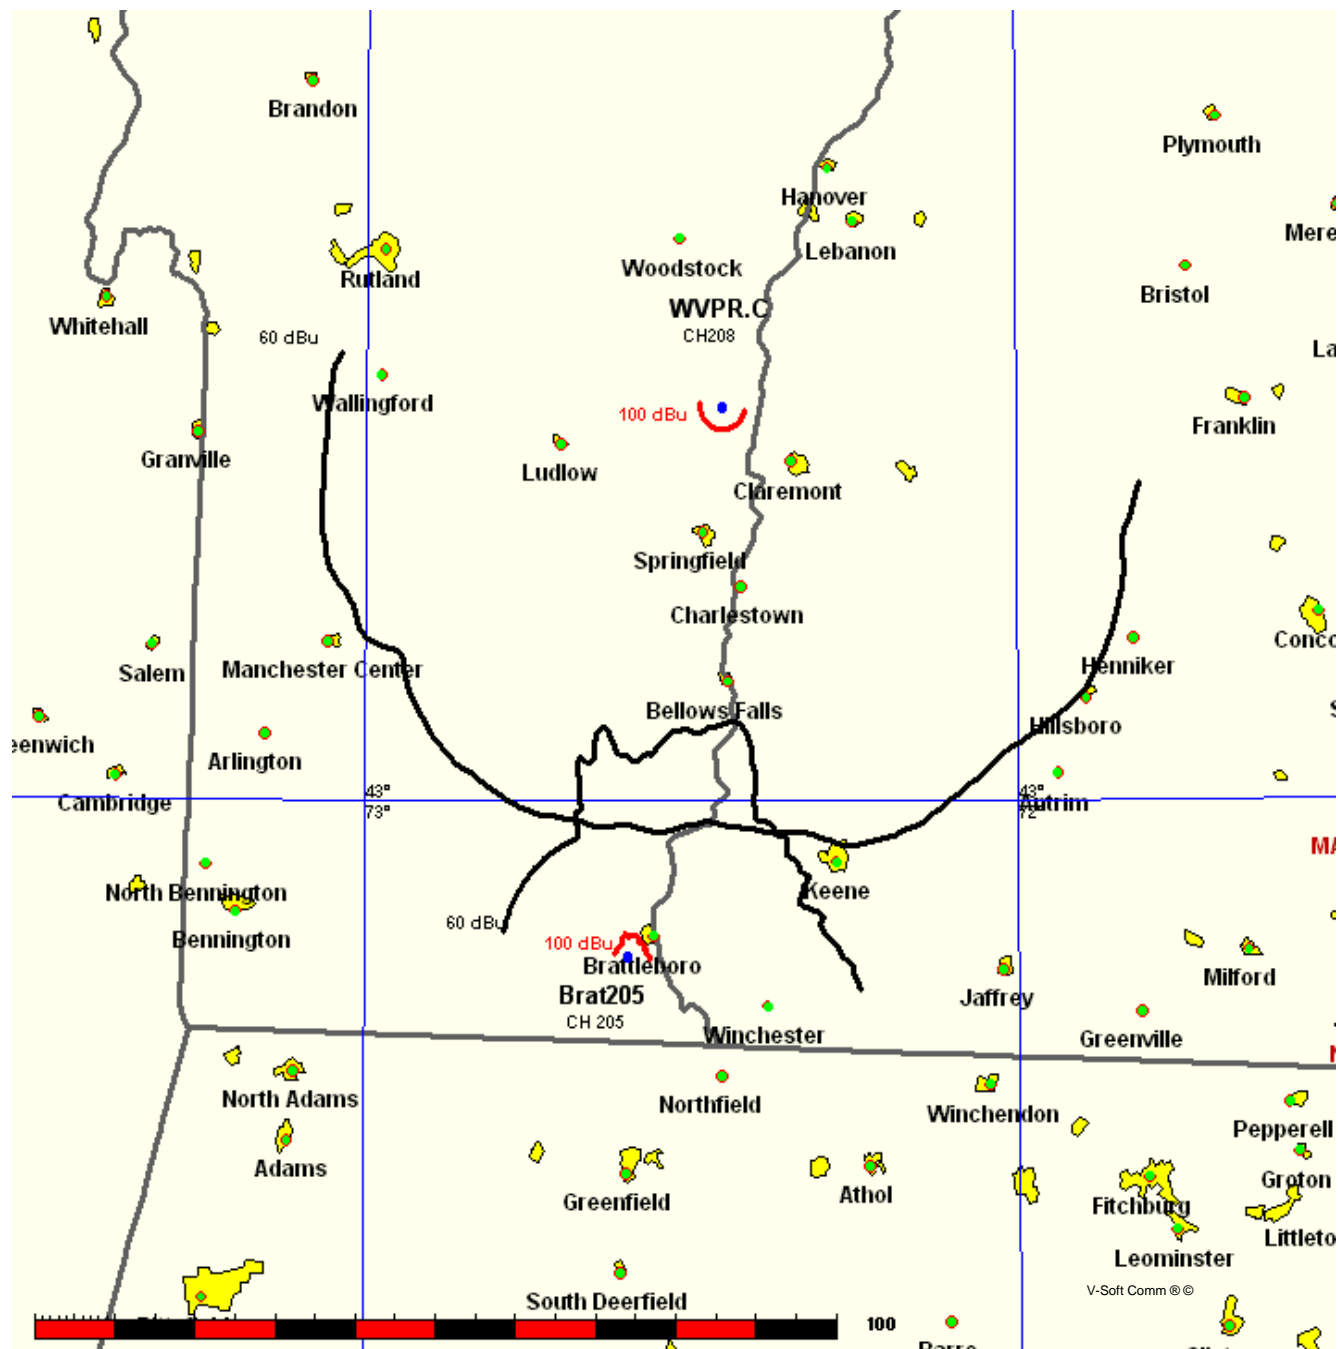 Brandon
Plymouth
Hanover
Lebanon
Mere
Woodstock
Rutland
Bristol
WVPR.C
CH208
Whitehall
60 dBu
La
Wallingford
100 dBu
Franklin
Granville
Ludlow
Claremont
Springfield
Charlestown
Conco
Henniker
Salem
Manchester Center
Bellows Falls
Hillsboro
eenwich
Arlington
43°
73°
43°
72°
Cambridge
Antrim
MA
North Bennington
Keene
60 dBu
Bennington
100 dBu
Brattleboro
Milford
Brat205
CH 205
Jaffrey
Winchester
Greenville
North Adams
Northfield
Winchendon
Pepperell
Adams
Greenfield
Athol
Fitchburg
Groton
Littleto
Leominster
V-Soft Comm ® ©
South Deerfield
100